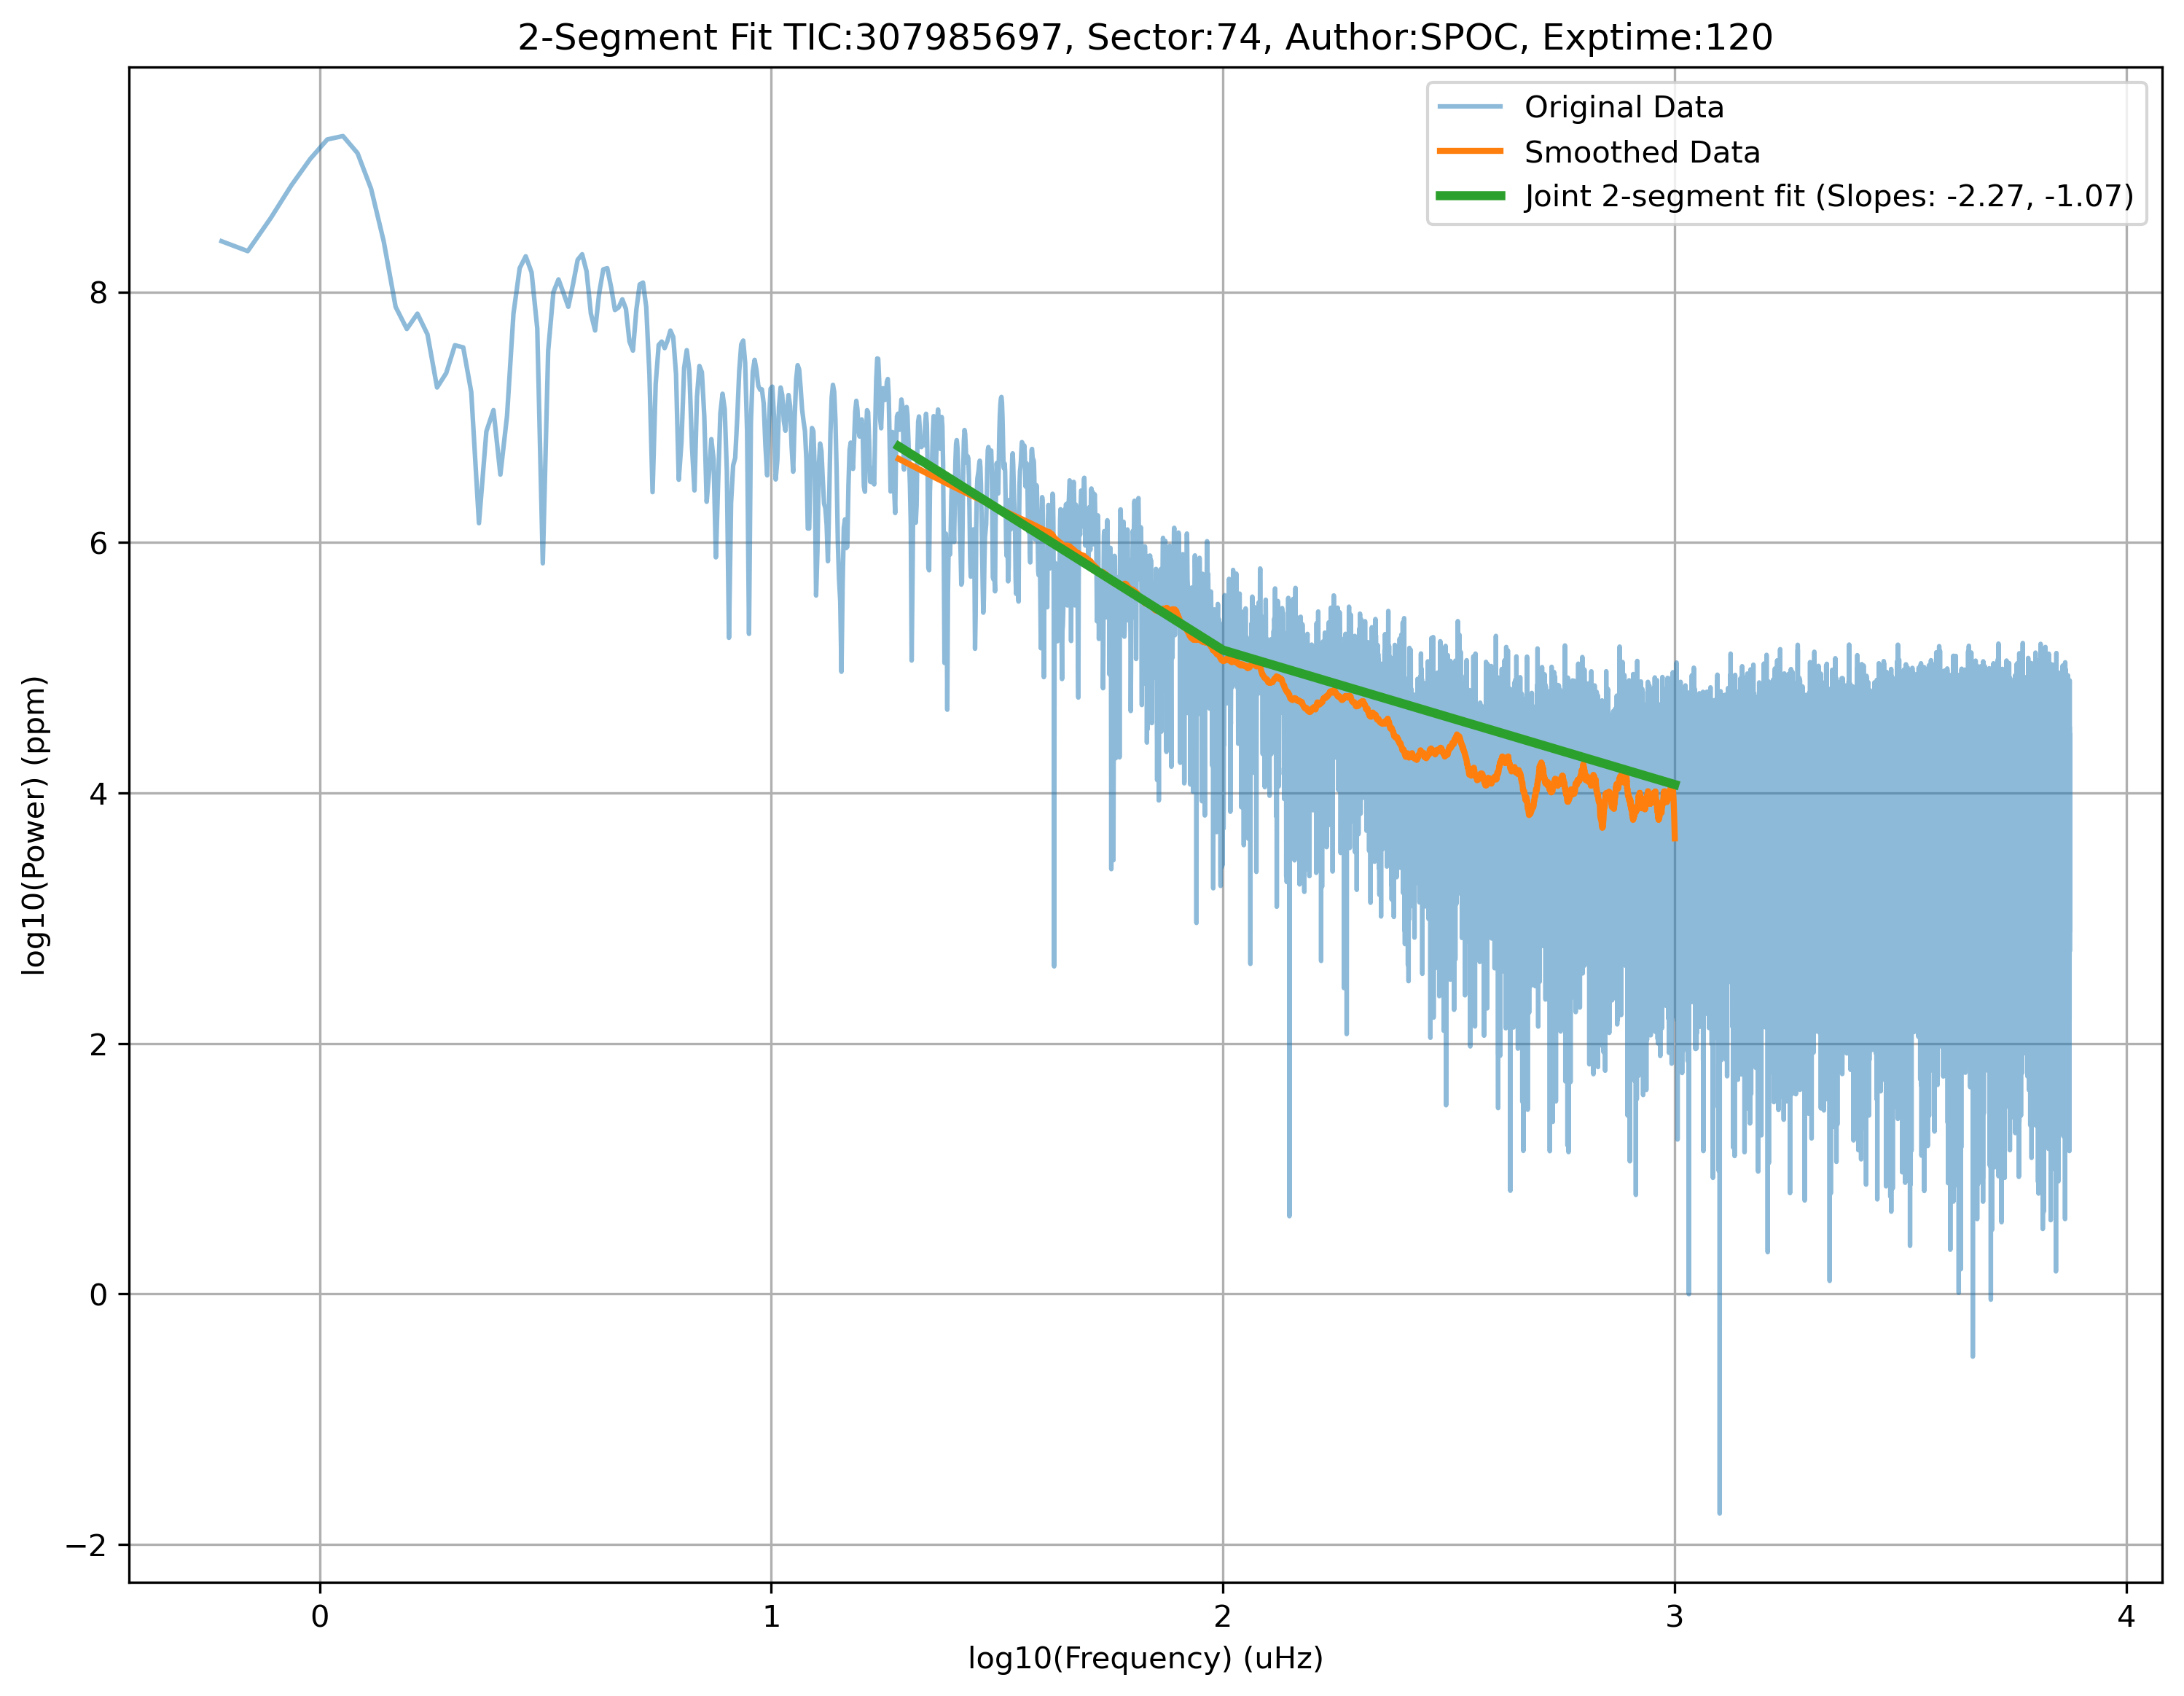 2-Segment Fit TIC:307985697, Sector:74, Author:SPOC, Exptime:120
Original Data
Smoothed Data
Joint 2-segment fit (Slopes: -2.27, -1.07)
log10(Power) (ppm)
8
6
4
2
0
−2
0 1 2 3 4
log10(Frequency) (uHz)